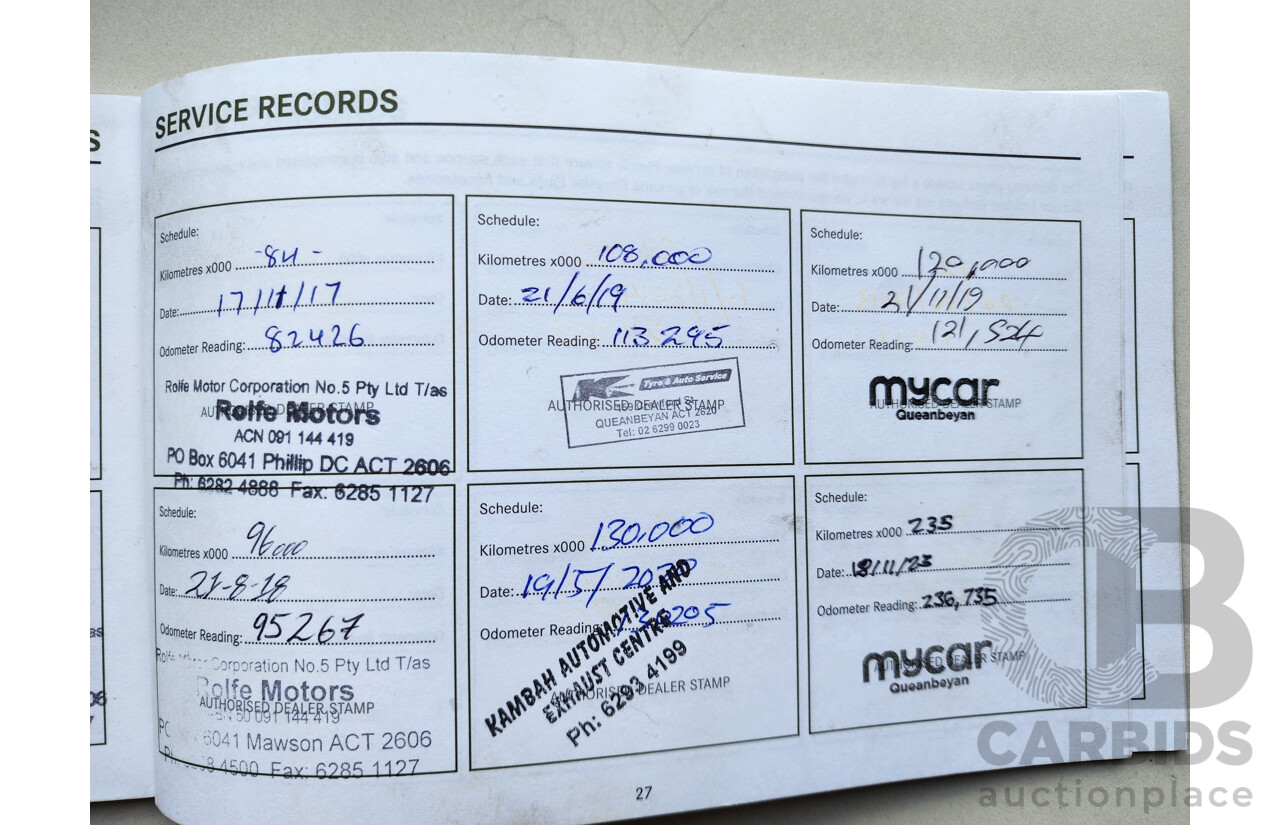 S
SERVICE RECORDS
Schedule:
Kilometres x000 -84-
Date: 17/11/17
Odometer Reading: 82426
Rolfe Motor Corporation No.5 Pty Ltd T/as
AUTHORISED DEALER STAMP
Rolfe Motors
ACN 091 144 419
PO Box 6041 Phillip DC ACT 2606
Ph: 6282 4888 Fax: 6285 1127
Schedule:
Kilometres x000 108,000
Date: 21/6/19
Odometer Reading: 113295
K
Tyre & Auto Service
AUTHORISED DEALER STAMP
QUEANBEYAN ACT 2620
Tel: 02 6299 0023
Schedule:
Kilometres x000 120,000
Date: 21/11/19
Odometer Reading: 121,524
mycar
AUTHORISED DEALER STAMP
Queanbeyan
Schedule:
Kilometres x000 96000
Date: 21-8-18
Odometer Reading: 95267
Corporation No.5 Pty Ltd T/as
Rolfe Motors
AUTHORISED DEALER STAMP
091 144 419
6041 Mawson ACT 2606
4500 Fax: 6285 1127
Schedule:
Kilometres x000 130,000
Date: 19/5/2020
Odometer Reading:
KAMBAH AUTOMOTIVE AND
EXHAUST CENTRE
Ph: 6293 4199
AUTHORISED DEALER STAMP
Schedule:
Kilometres x000 235
Date: 18/11/23
Odometer Reading: 236,735
mycar
AUTHORISED DEALER STAMP
Queanbeyan
27
CARBIDS
auctionplace